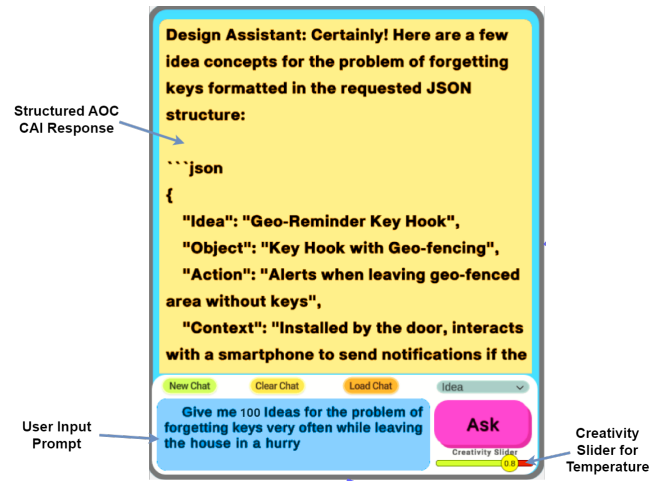 Design Assistant: Certainly! Here are a few
idea concepts for the problem of forgetting
keys formatted in the requested JSON
structure:
```json
{
"Idea": "Geo-Reminder Key Hook",
"Object": "Key Hook with Geo-fencing",
"Action": "Alerts when leaving geo-fenced
area without keys",
"Context": "Installed by the door, interacts
with a smartphone to send notifications if the
Structured AOC
CAI Response
New Chat
Clear Chat
Load Chat
Idea
Give me 100 Ideas for the problem of
forgetting keys very often while leaving
the house in a hurry
Ask
Creativity Slider
0.8
User Input
Prompt
Creativity
Slider for
Temperature